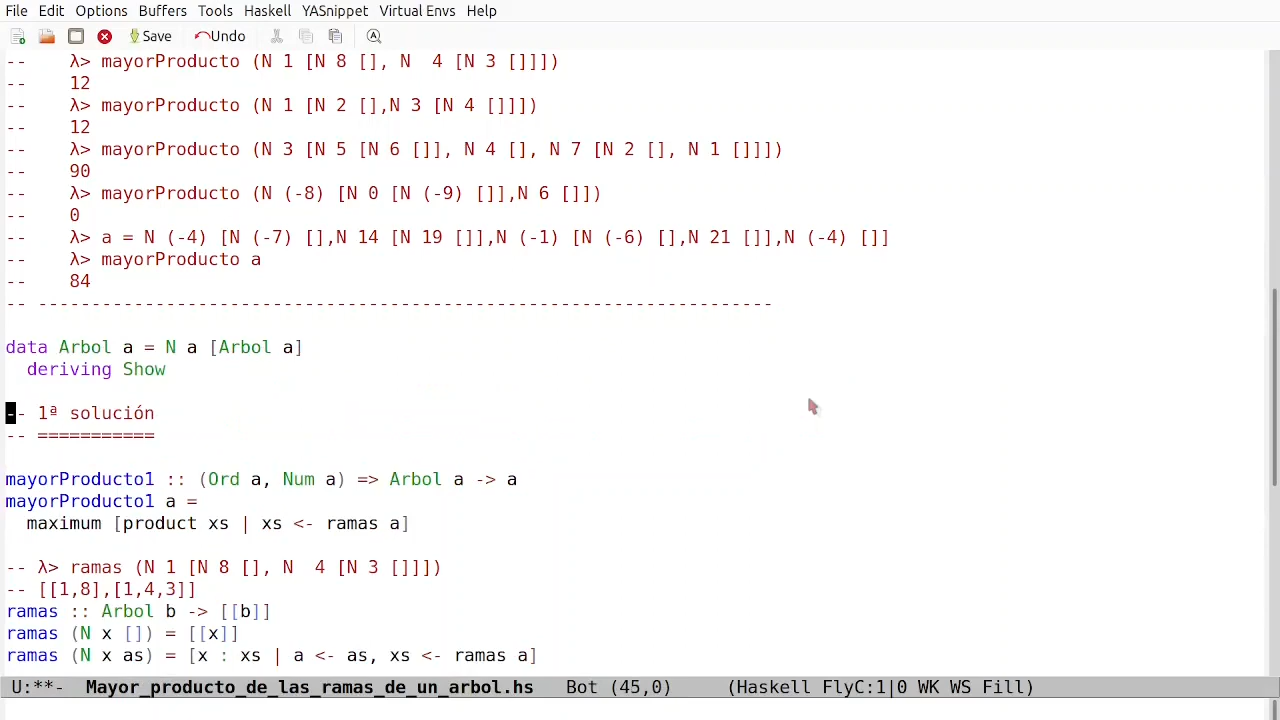 File Edit Options Buffers Tools Haskell YASnippet Virtual Envs Help
Save Undo
--    λ> mayorProducto (N 1 [N 8 [], N  4 [N 3 []]])
--    12
--    λ> mayorProducto (N 1 [N 2 [],N 3 [N 4 []]])
--    12
--    λ> mayorProducto (N 3 [N 5 [N 6 []], N 4 [], N 7 [N 2 [], N 1 []]])
--    90
--    λ> mayorProducto (N (-8) [N 0 [N (-9) []],N 6 []])
--    0
--    λ> a = N (-4) [N (-7) [],N 14 [N 19 []],N (-1) [N (-6) [],N 21 []],N (-4) []]
--    λ> mayorProducto a
--    84
-- ---------------------------------------------------------------------
data Arbol a = N a [Arbol a]
  deriving Show
-- 1ª solución
-- ===========
mayorProducto1 :: (Ord a, Num a) => Arbol a -> a
mayorProducto1 a =
  maximum [product xs | xs <- ramas a]
-- λ> ramas (N 1 [N 8 [], N  4 [N 3 []]])
-- [[1,8],[1,4,3]]
ramas :: Arbol b -> [[b]]
ramas (N x []) = [[x]]
ramas (N x as) = [x : xs | a <- as, xs <- ramas a]
U:**-  Mayor_producto_de_las_ramas_de_un_arbol.hs   Bot (45,0)     (Haskell FlyC:1|0 WK WS Fill)